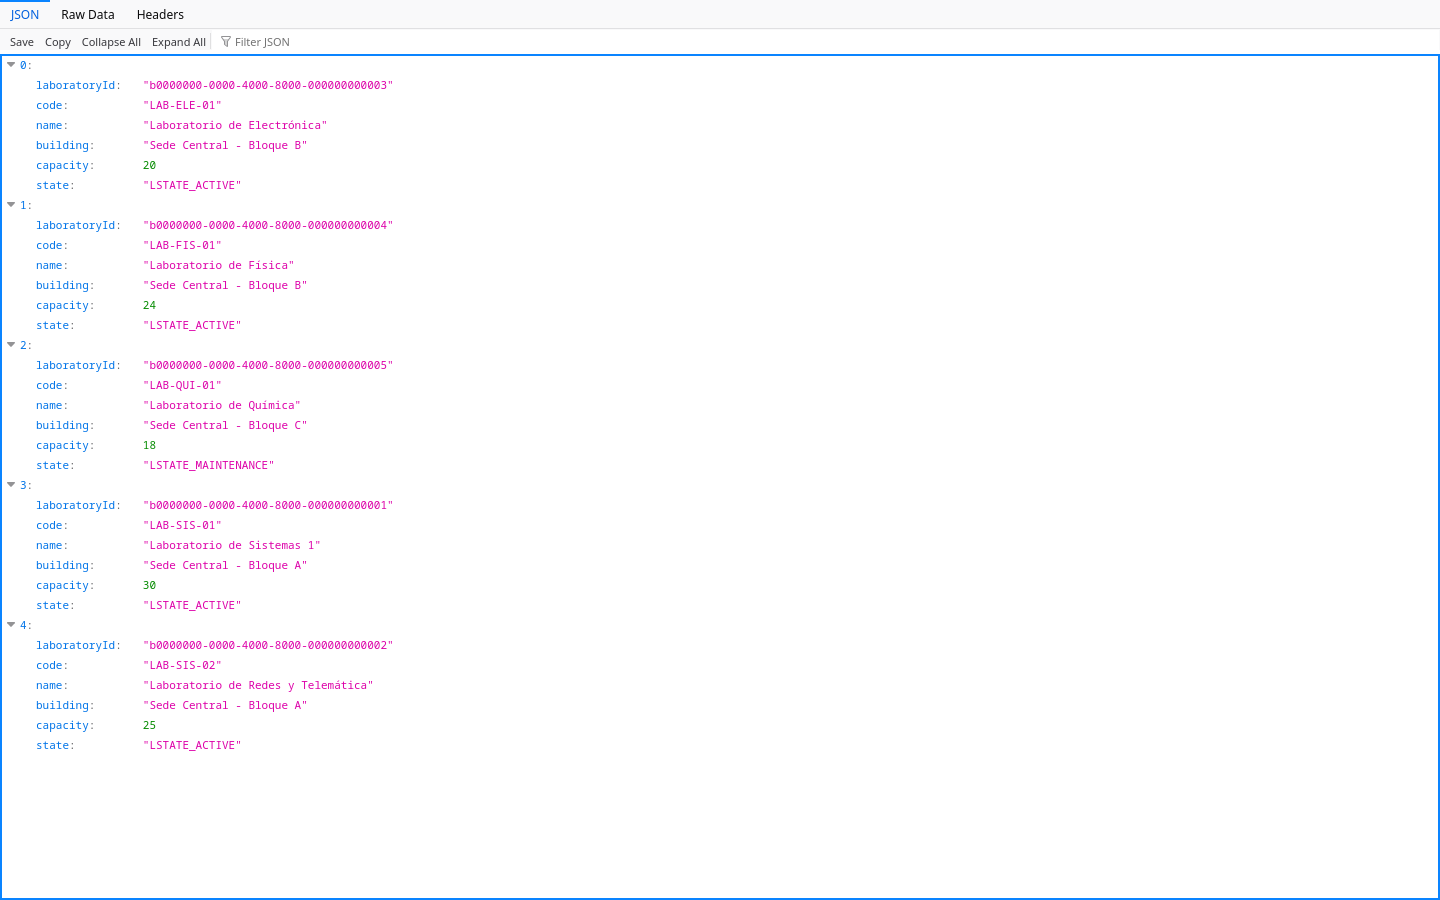 JSON Raw Data Headers
Save Copy Collapse All Expand All Filter JSON
0:
laboratoryId: "b0000000-0000-4000-8000-000000000003"
code: "LAB-ELE-01"
name: "Laboratorio de Electrónica"
building: "Sede Central - Bloque B"
capacity: 20
state: "LSTATE_ACTIVE"
1:
laboratoryId: "b0000000-0000-4000-8000-000000000004"
code: "LAB-FIS-01"
name: "Laboratorio de Física"
building: "Sede Central - Bloque B"
capacity: 24
state: "LSTATE_ACTIVE"
2:
laboratoryId: "b0000000-0000-4000-8000-000000000005"
code: "LAB-QUI-01"
name: "Laboratorio de Química"
building: "Sede Central - Bloque C"
capacity: 18
state: "LSTATE_MAINTENANCE"
3:
laboratoryId: "b0000000-0000-4000-8000-000000000001"
code: "LAB-SIS-01"
name: "Laboratorio de Sistemas 1"
building: "Sede Central - Bloque A"
capacity: 30
state: "LSTATE_ACTIVE"
4:
laboratoryId: "b0000000-0000-4000-8000-000000000002"
code: "LAB-SIS-02"
name: "Laboratorio de Redes y Telemática"
building: "Sede Central - Bloque A"
capacity: 25
state: "LSTATE_ACTIVE"